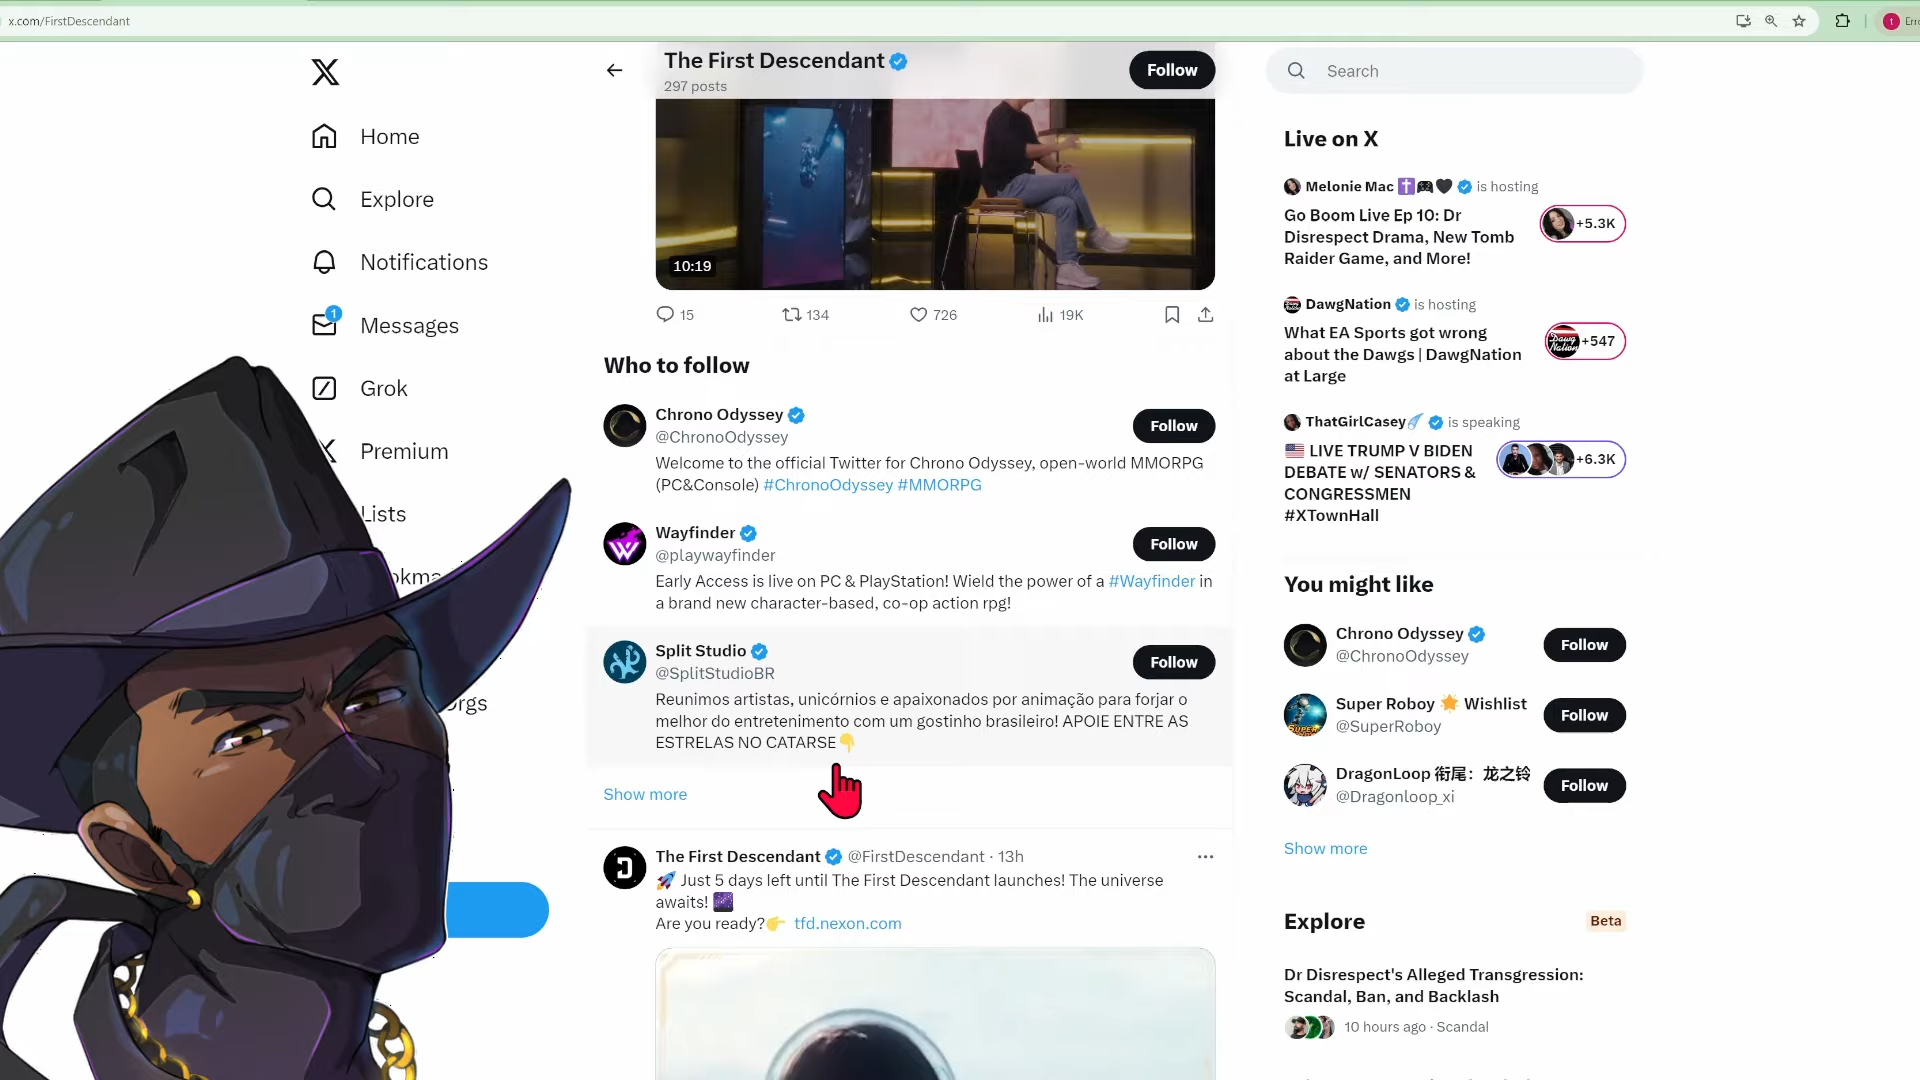 x.com/FirstDescendant
Home
Explore
Notifications
1
Messages
Grok
Premium
Lists
The First Descendant
297 posts
Follow
10:19
15
134
726
19K
Who to follow
Chrono Odyssey
@ChronoOdyssey
Follow
Welcome to the official Twitter for Chrono Odyssey, open-world MMORPG
(PC&Console) #ChronoOdyssey #MMORPG
Wayfinder
@playwayfinder
Follow
Early Access is live on PC & PlayStation! Wield the power of a #Wayfinder in
a brand new character-based, co-op action rpg!
Split Studio
@SplitStudioBR
Follow
Reunimos artistas, unicórnios e apaixonados por animação para forjar o
melhor do entretenimento com um gostinho brasileiro! APOIE ENTRE AS
ESTRELAS NO CATARSE👇
Show more
The First Descendant @FirstDescendant · 13h
🚀 Just 5 days left until The First Descendant launches! The universe
awaits! 🌌
Are you ready?👉 tfd.nexon.com
Search
Live on X
Melonie Mac ✝️🎮🖤 is hosting
Go Boom Live Ep 10: Dr
Disrespect Drama, New Tomb
Raider Game, and More!
+5.3K
DawgNation is hosting
What EA Sports got wrong
about the Dawgs | DawgNation
at Large
+547
ThatGirlCasey☄️ is speaking
🇺🇸 LIVE TRUMP V BIDEN
DEBATE w/ SENATORS &
CONGRESSMEN
#XTownHall
+6.3K
You might like
Chrono Odyssey
@ChronoOdyssey
Follow
Super Roboy 🌟 Wishlist
@SuperRoboy
Follow
DragonLoop 衔尾：龙之铃
@Dragonloop_xi
Follow
Show more
Explore
Beta
Dr Disrespect's Alleged Transgression:
Scandal, Ban, and Backlash
10 hours ago · Scandal